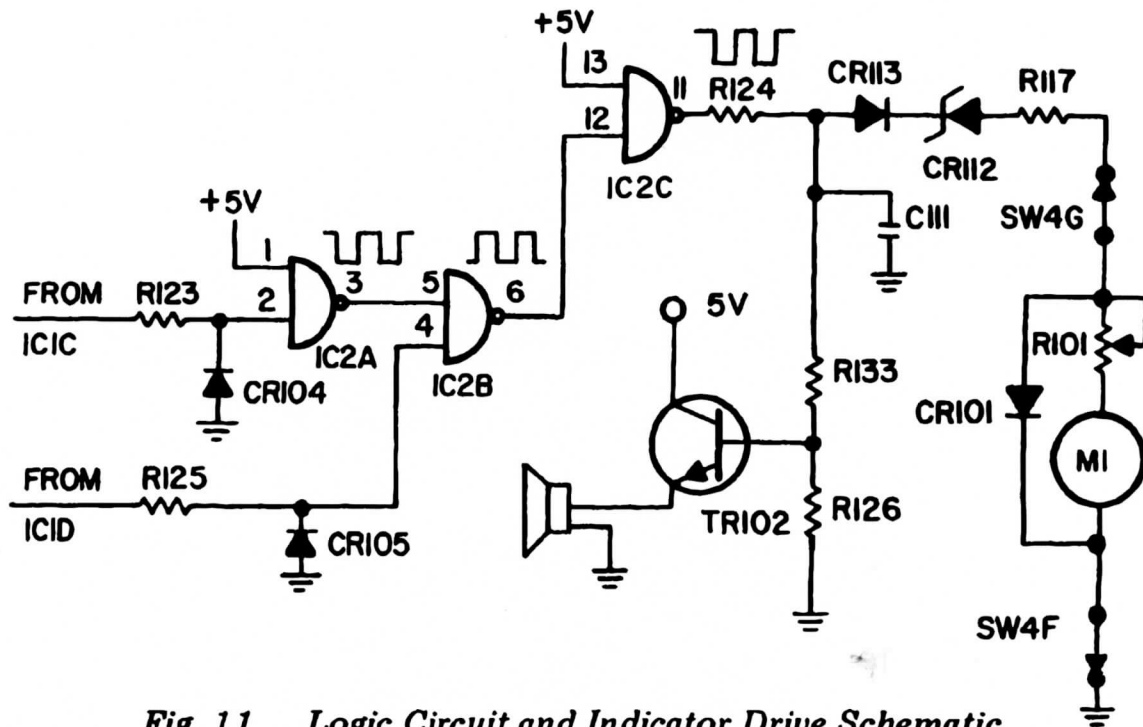 +5V
13
12
11
R124
IC2C
CR113
CR112
R117
SW4G
C111
+5V
1
2
3
IC2A
5
4
6
IC2B
FROM
IC1C
R123
CR104
FROM
IC1D
R125
CR105
5V
TR102
R133
R126
R101
CR101
M1
SW4F
Fig. 11. Logic Circuit and Indicator Drive Schematic